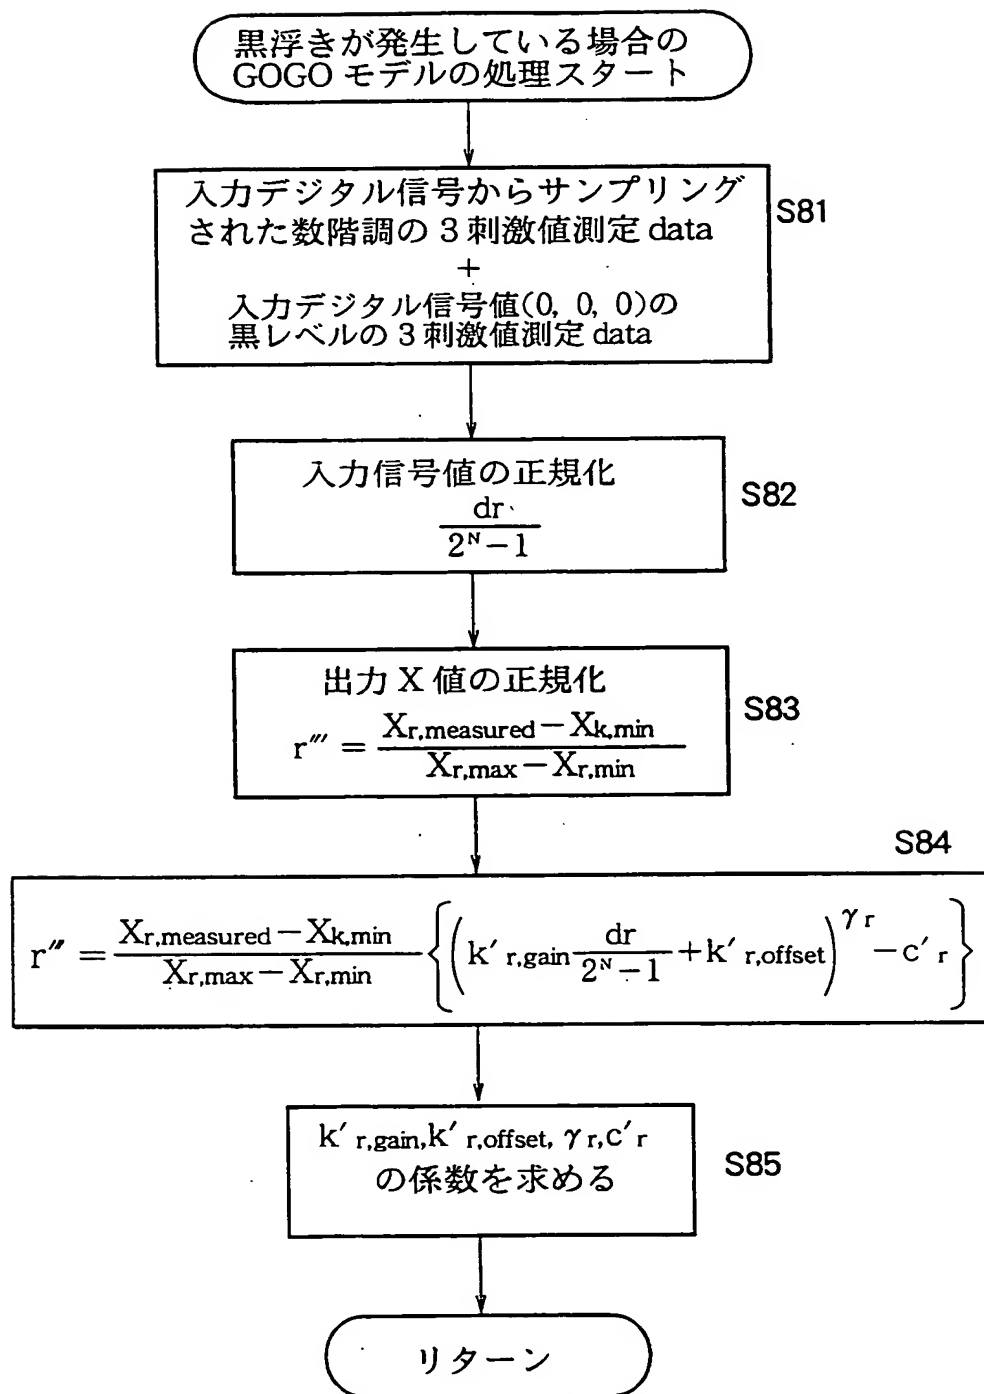 黒浮きが発生している場合の
GOGO モデルの処理スタート
入力デジタル信号からサンプリング
された数階調の 3 刺激値測定 data
+
入力デジタル信号値(0, 0, 0)の
黒レベルの 3 刺激値測定 data
S81
入力信号値の正規化
dr
2^N−1
S82
出力 X 値の正規化
r‴ = (X_r,measured − X_k,min) / (X_r,max − X_r,min)
S83
S84
r‴ = (X_r,measured − X_k,min) / (X_r,max − X_r,min) {(k′_r,gain dr / (2^N−1) + k′_r,offset)^γ_r − c′_r}
k′_r,gain, k′_r,offset, γ_r, c′_r
の係数を求める
S85
リターン